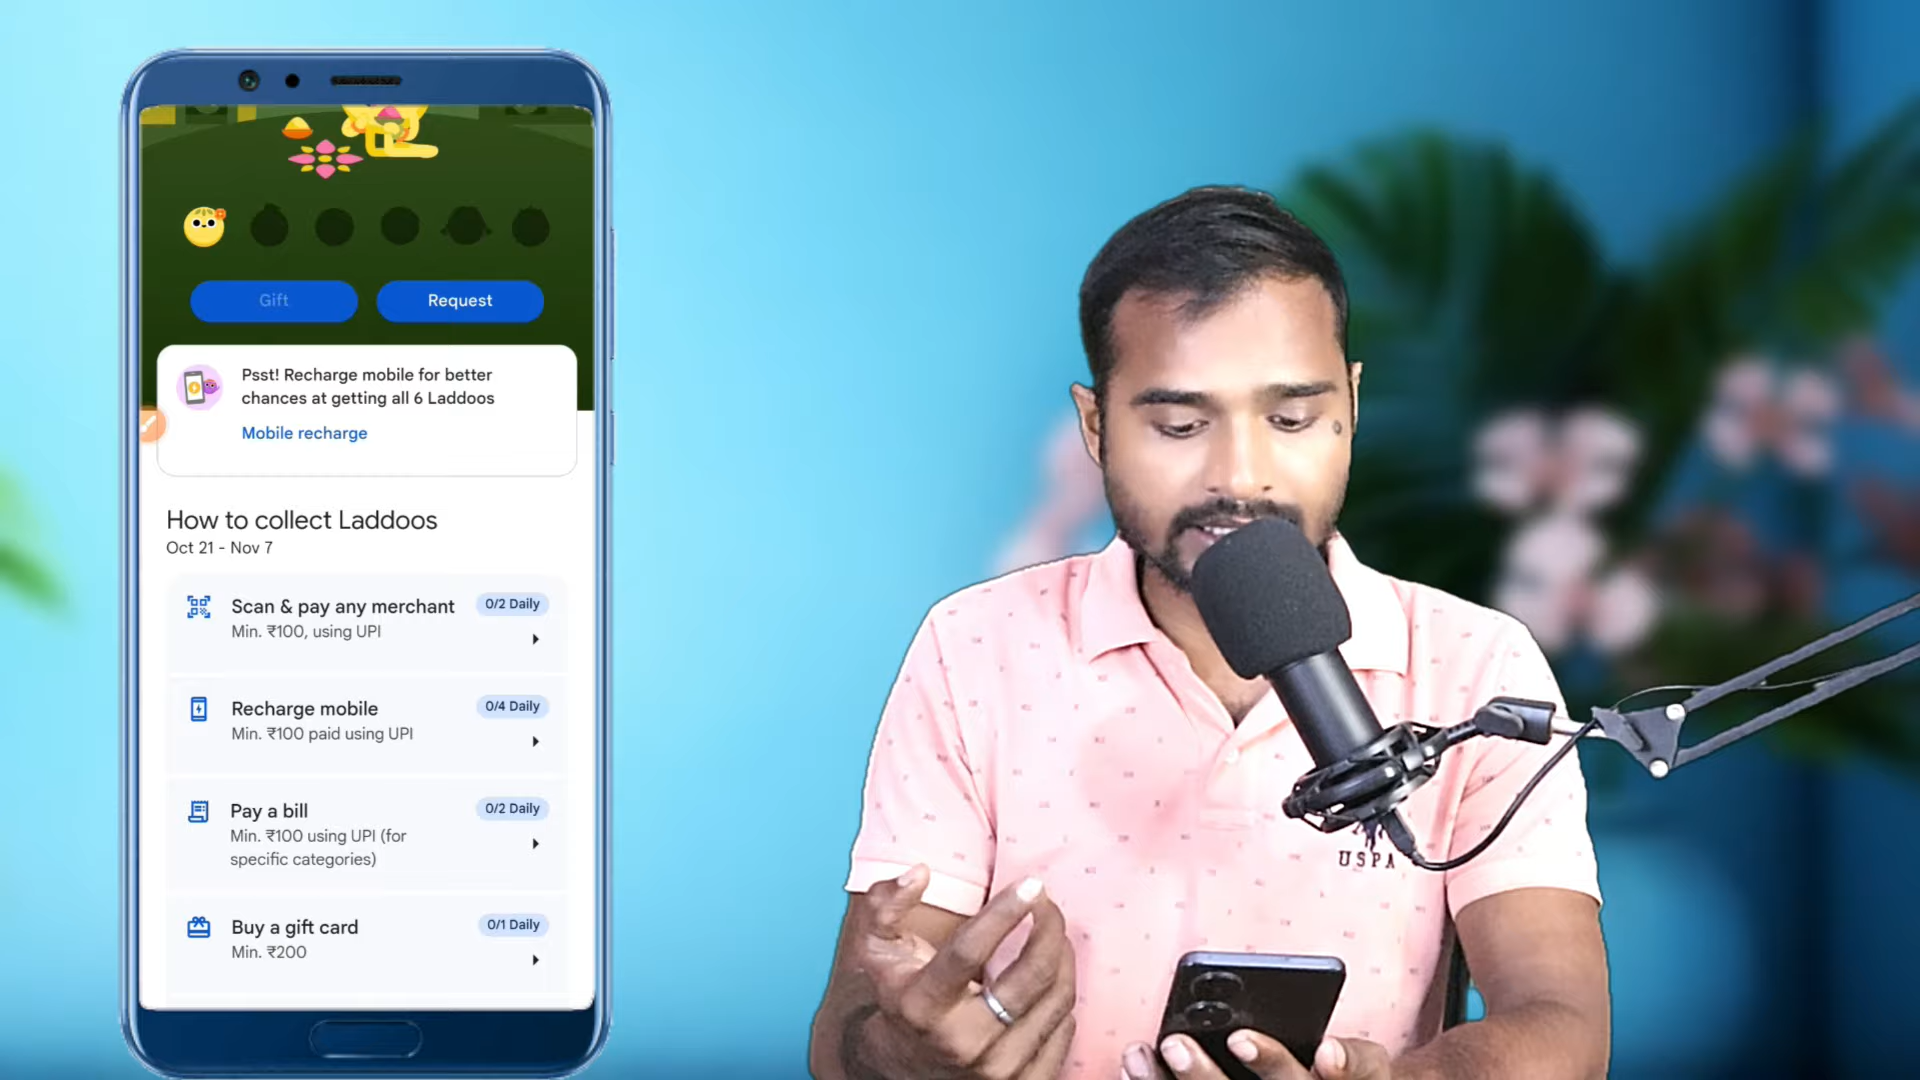 Gift
Request
Psst! Recharge mobile for better
chances at getting all 6 Laddoos
Mobile recharge
How to collect Laddoos
Oct 21 - Nov 7
Scan & pay any merchant
0/2 Daily
Min. ₹100, using UPI
Recharge mobile
0/4 Daily
Min. ₹100 paid using UPI
Pay a bill
0/2 Daily
Min. ₹100 using UPI (for
specific categories)
Buy a gift card
0/1 Daily
Min. ₹200
USPA